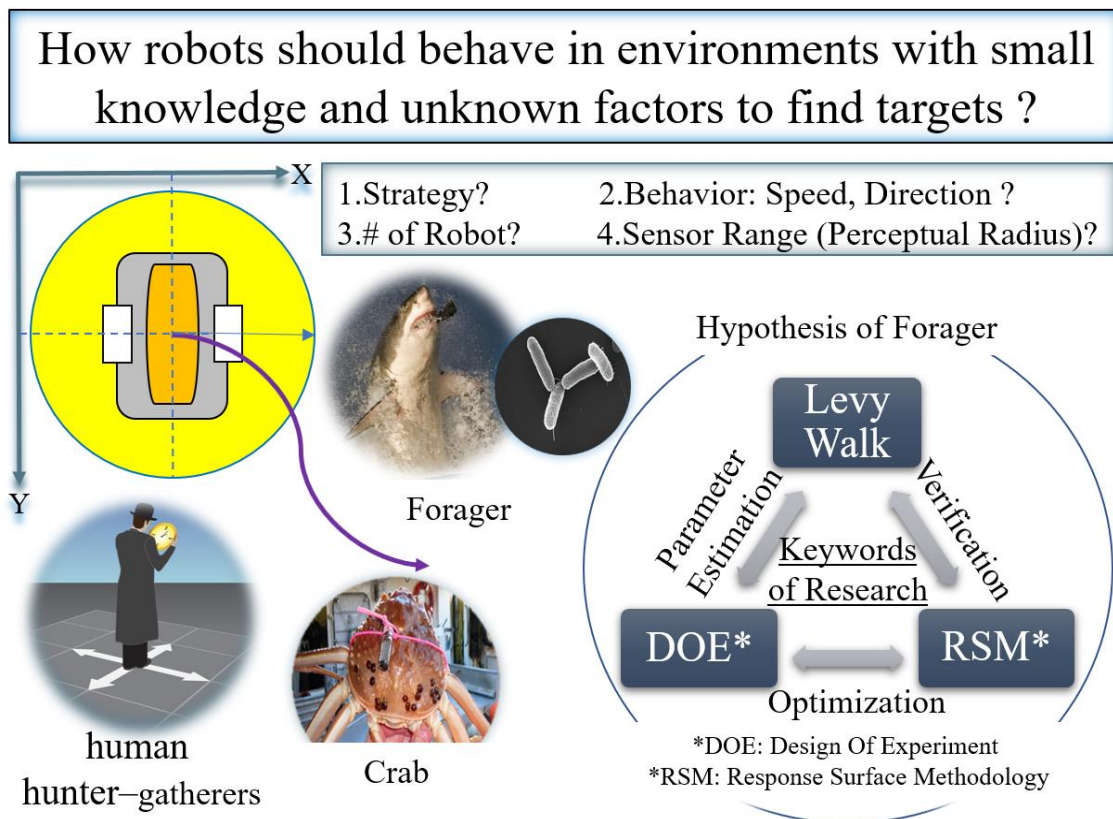 How robots should behave in environments with small
knowledge and unknown factors to find targets ?
X
1.Strategy? 2.Behavior: Speed, Direction ?
3.# of Robot? 4.Sensor Range (Perceptual Radius)?
Y
Forager
human
hunter–gatherers
Crab
Hypothesis of Forager
Levy
Walk
Parameter
Estimation
Verification
Keywords
of Research
DOE*
RSM*
Optimization
*DOE: Design Of Experiment
*RSM: Response Surface Methodology